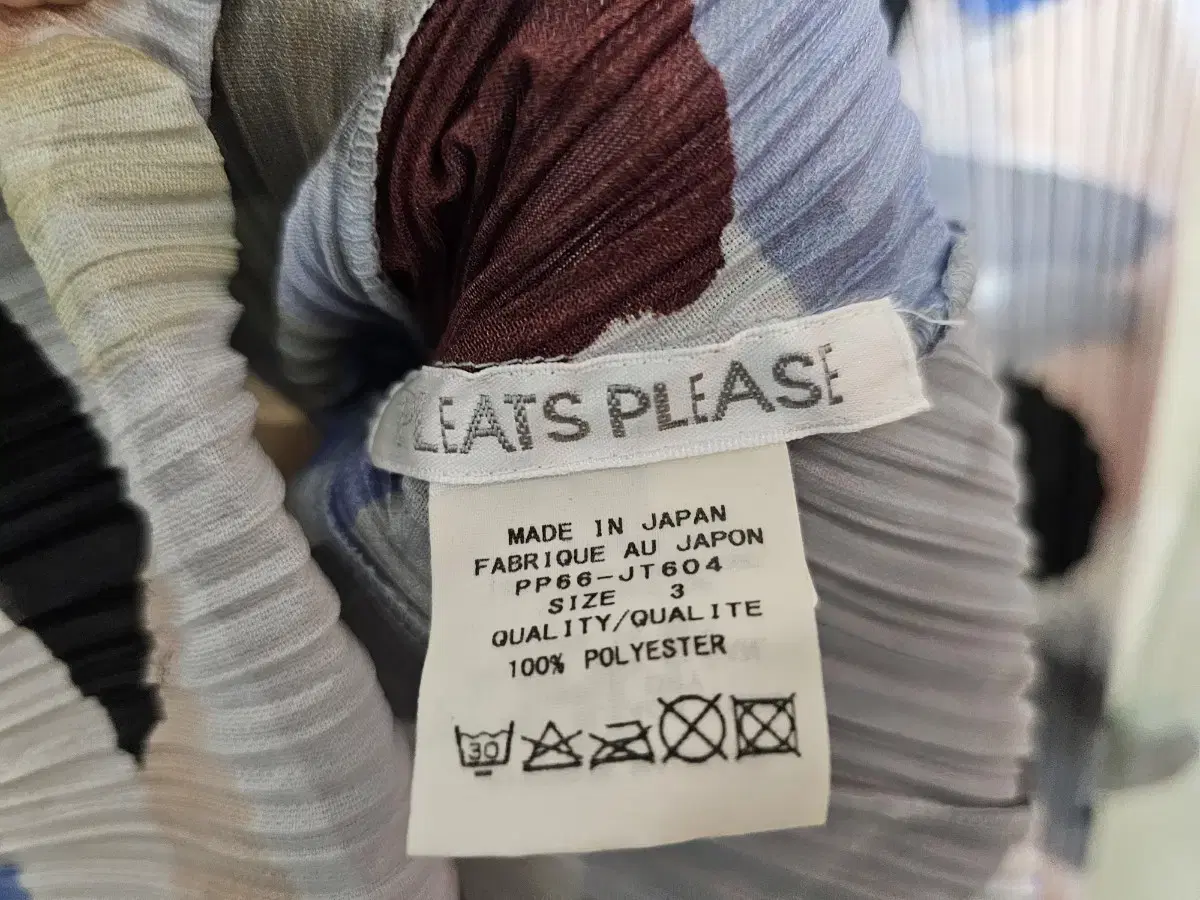 PLEATS PLEASE
MADE IN JAPAN
FABRIQUE AU JAPON
PP66-JT604
SIZE 3
QUALITY/QUALITE
100% POLYESTER
30